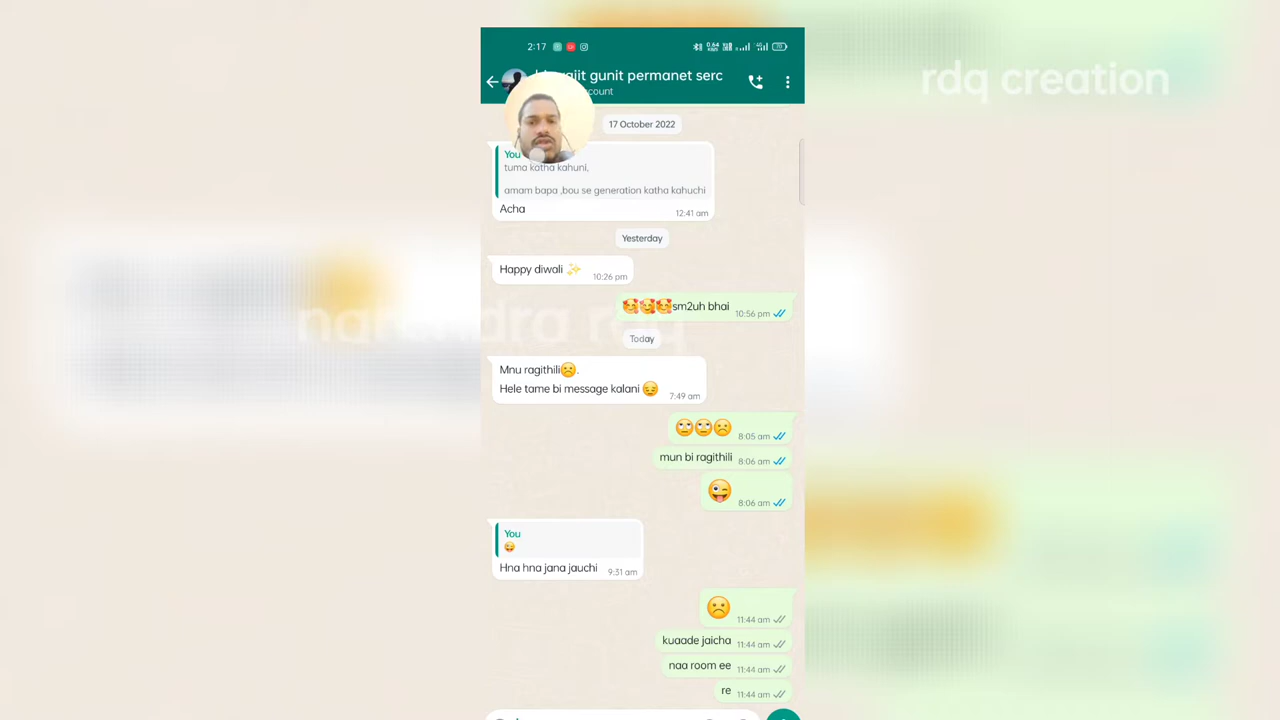 rdq creation
2:17
ajit gunit permanet serc
count
17 October 2022
You
tuma katha kahuni,
amam bapa ,bou se generation katha kahuchi
Acha
12:41 am
Yesterday
Happy diwali ✨
10:26 pm
🥰🥰🥰sm2uh bhai
10:56 pm
narendra rdq
Today
Mnu ragithili☹️.
Hele tame bi message kalani 😔
7:49 am
🙄🙄☹️
8:05 am
mun bi ragithili
8:06 am
😜
8:06 am
You
😜
Hna hna jana jauchi
9:31 am
☹️
11:44 am
kuaade jaicha
11:44 am
naa room ee
11:44 am
re
11:44 am